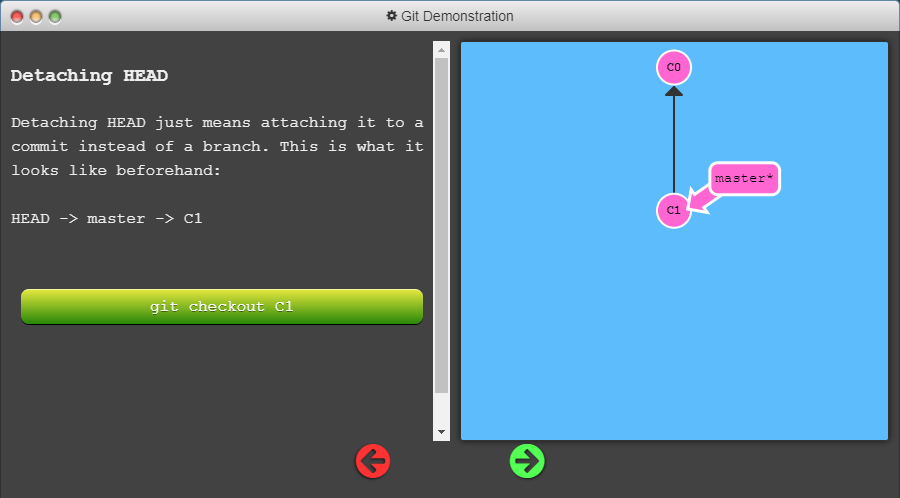 Git Demonstration
Detaching HEAD
Detaching HEAD just means attaching it to a
commit instead of a branch. This is what it
looks like beforehand:
HEAD -> master -> C1
git checkout C1
C0
master*
C1